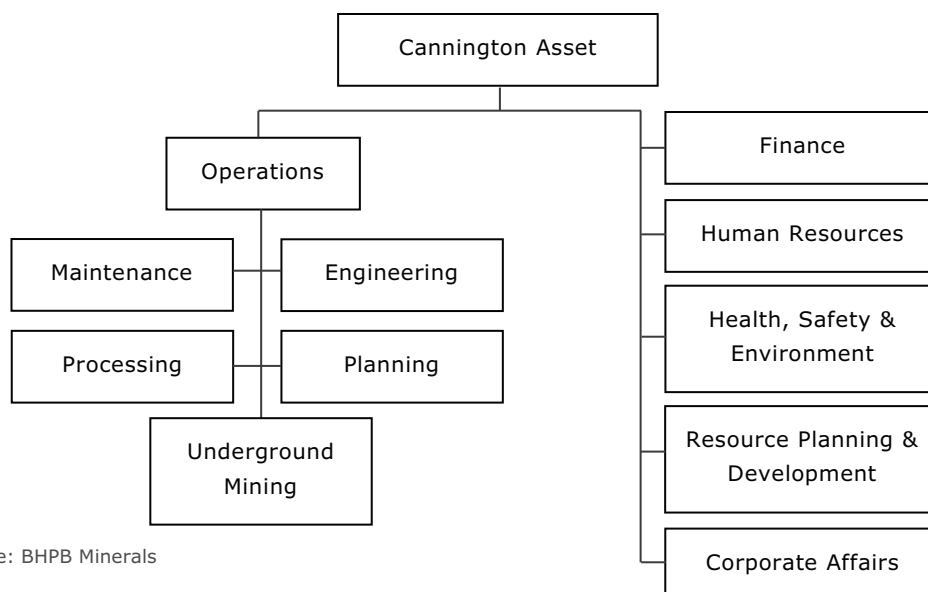 Cannington Asset
Operations
Maintenance
Engineering
Processing
Planning
Underground
Mining
Finance
Human Resources
Health, Safety &
Environment
Resource Planning &
Development
Corporate Affairs
e: BHPB Minerals